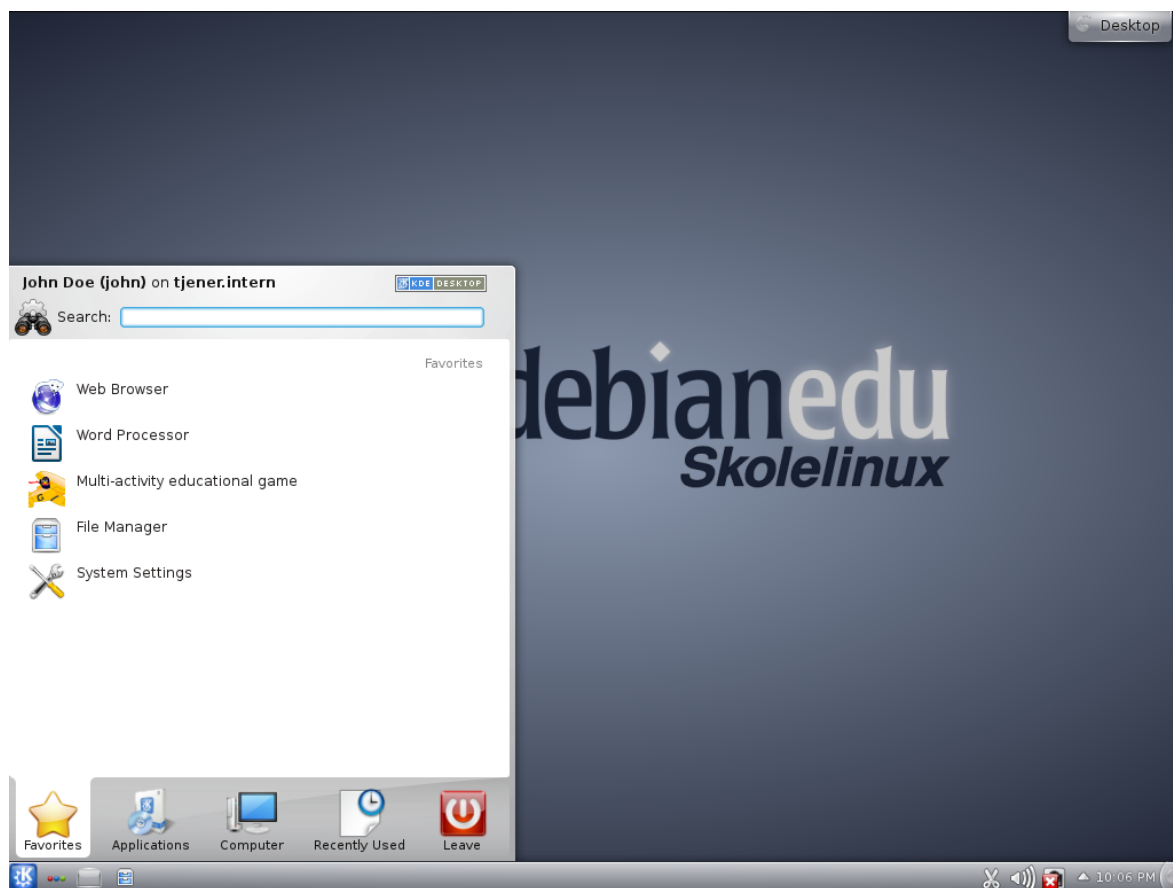 Desktop
John Doe (john) on tjener.intern
KDE DESKTOP
Search:
Favorites
Web Browser
Word Processor
Multi-activity educational game
File Manager
System Settings
debianedu
Skolelinux
Favorites
Applications
Computer
Recently Used
Leave
10:06 PM